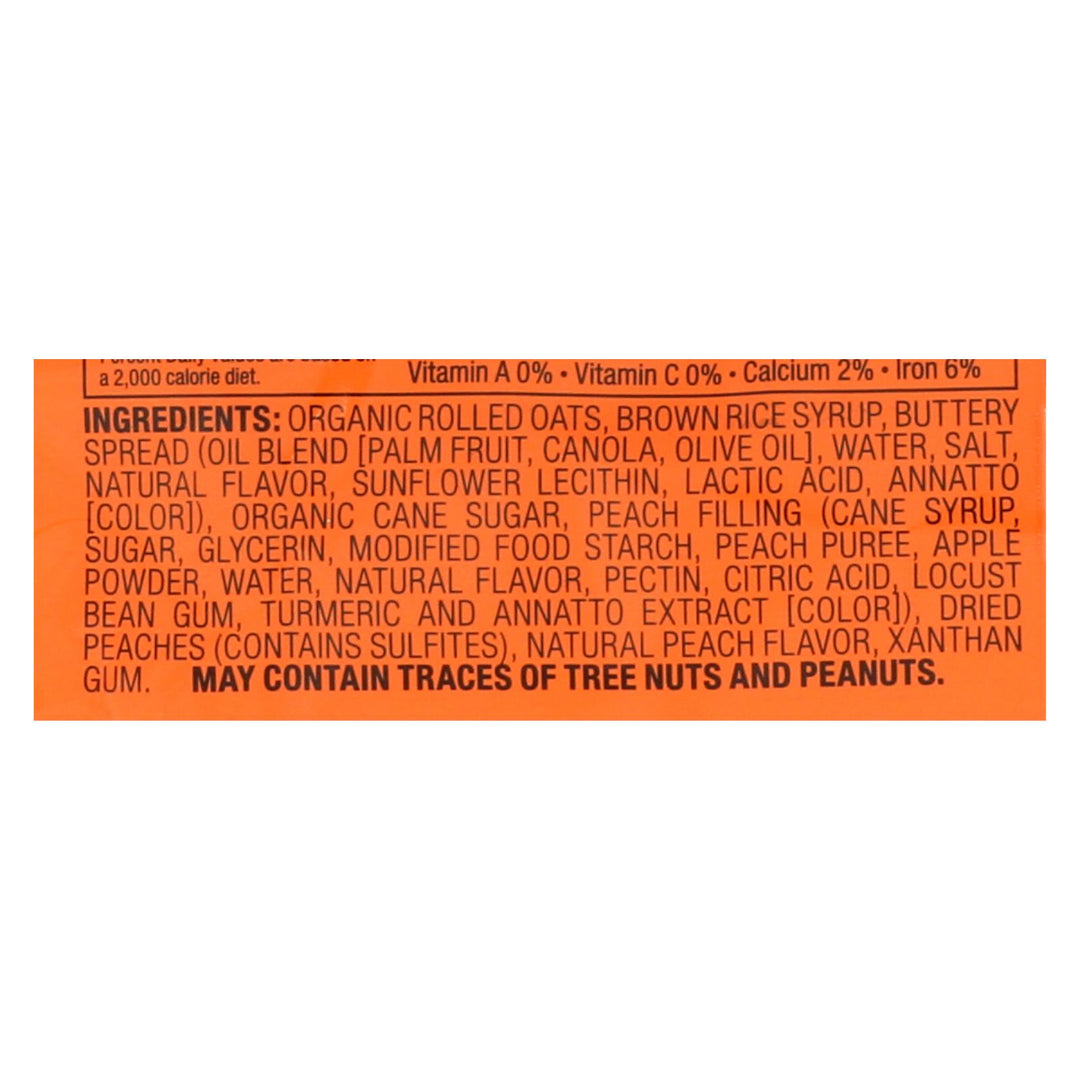 a 2,000 calorie diet.
Vitamin A 0% • Vitamin C 0% • Calcium 2% • Iron 6%
INGREDIENTS: ORGANIC ROLLED OATS, BROWN RICE SYRUP, BUTTERY
SPREAD (OIL BLEND [PALM FRUIT, CANOLA, OLIVE OIL], WATER, SALT,
NATURAL FLAVOR, SUNFLOWER LECITHIN, LACTIC ACID, ANNATTO
[COLOR]), ORGANIC CANE SUGAR, PEACH FILLING (CANE SYRUP,
SUGAR, GLYCERIN, MODIFIED FOOD STARCH, PEACH PUREE, APPLE
POWDER, WATER, NATURAL FLAVOR, PECTIN, CITRIC ACID, LOCUST
BEAN GUM, TURMERIC AND ANNATTO EXTRACT [COLOR]), DRIED
PEACHES (CONTAINS SULFITES), NATURAL PEACH FLAVOR, XANTHAN
GUM. MAY CONTAIN TRACES OF TREE NUTS AND PEANUTS.